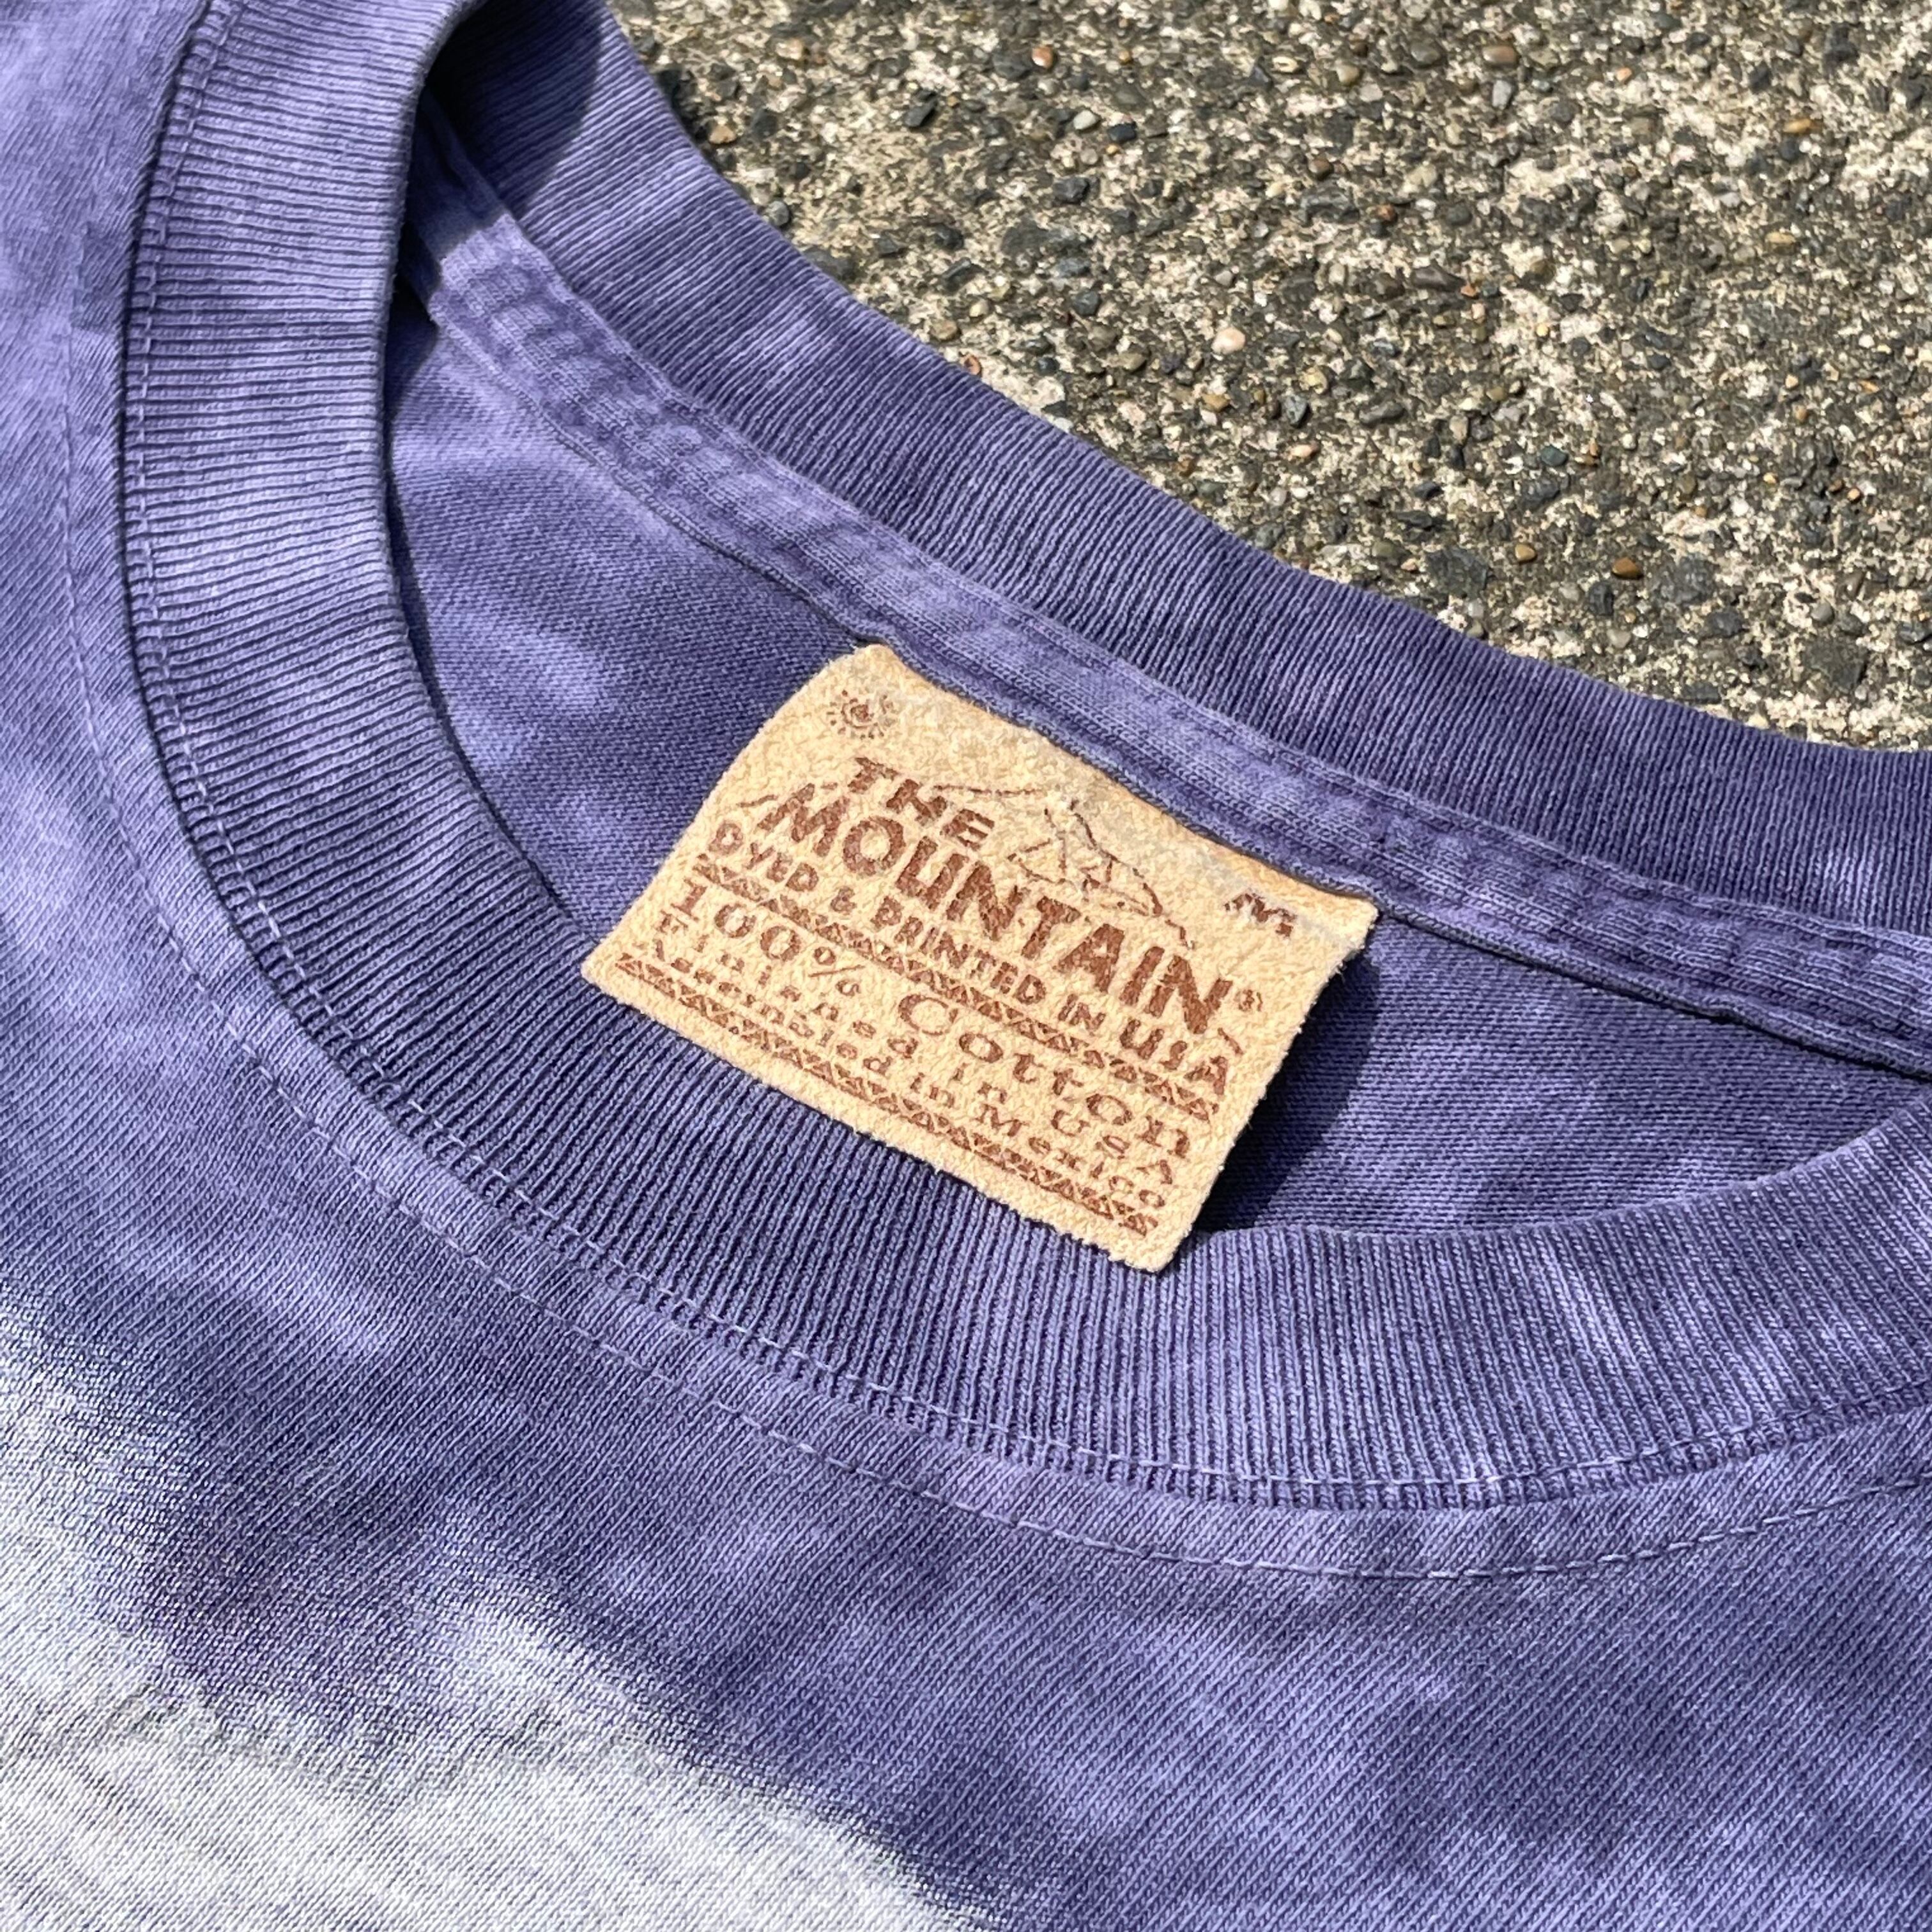 M
THE
MOUNTAIN®
DYED & PRINTED IN USA
100% Cotton
Finished in USA
Assembled in Mexico